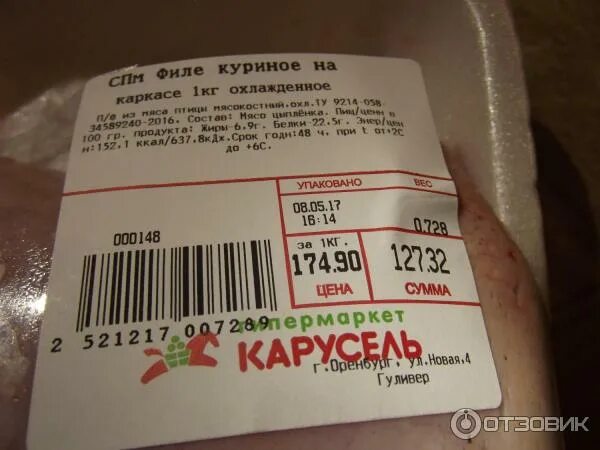 СПм Филе куриное на
каркасе 1кг охлажденное
П/ф из мяса птицы мясокостный.охл.ТУ 9214-058-
34589240-2016. Состав: Мясо цыплёнка. Пищ/ценн в
100 гр. продукта: Жиры-6.9г. Белки-22.5г. Энер/цен
н:152.1 ккал/637.8кДж.Срок годн:48 ч. при t от+2С
до +6С.
УПАКОВАНО ВЕС
08.05.17
16:14 0.728
000148
за 1КГ.
174.90 127.32
ЦЕНА СУММА
2 521217 007289
гипермаркет
КАРУСЕЛЬ
г.Оренбург, ул.Новая.4
Гуливер
ОТЗОВИК